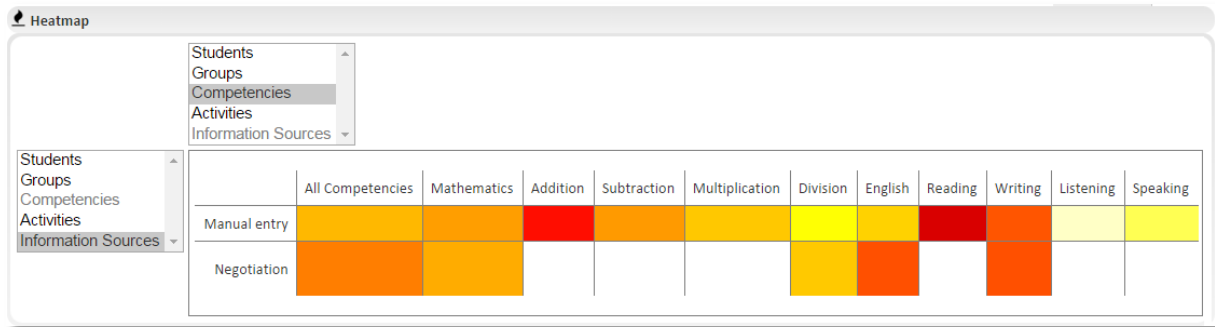 Heatmap
Students
Groups
Competencies
Activities
Information Sources
Students
Groups
Competencies
Activities
Information Sources
All Competencies Mathematics Addition Subtraction Multiplication Division English Reading Writing Listening Speaking
Manual entry
Negotiation